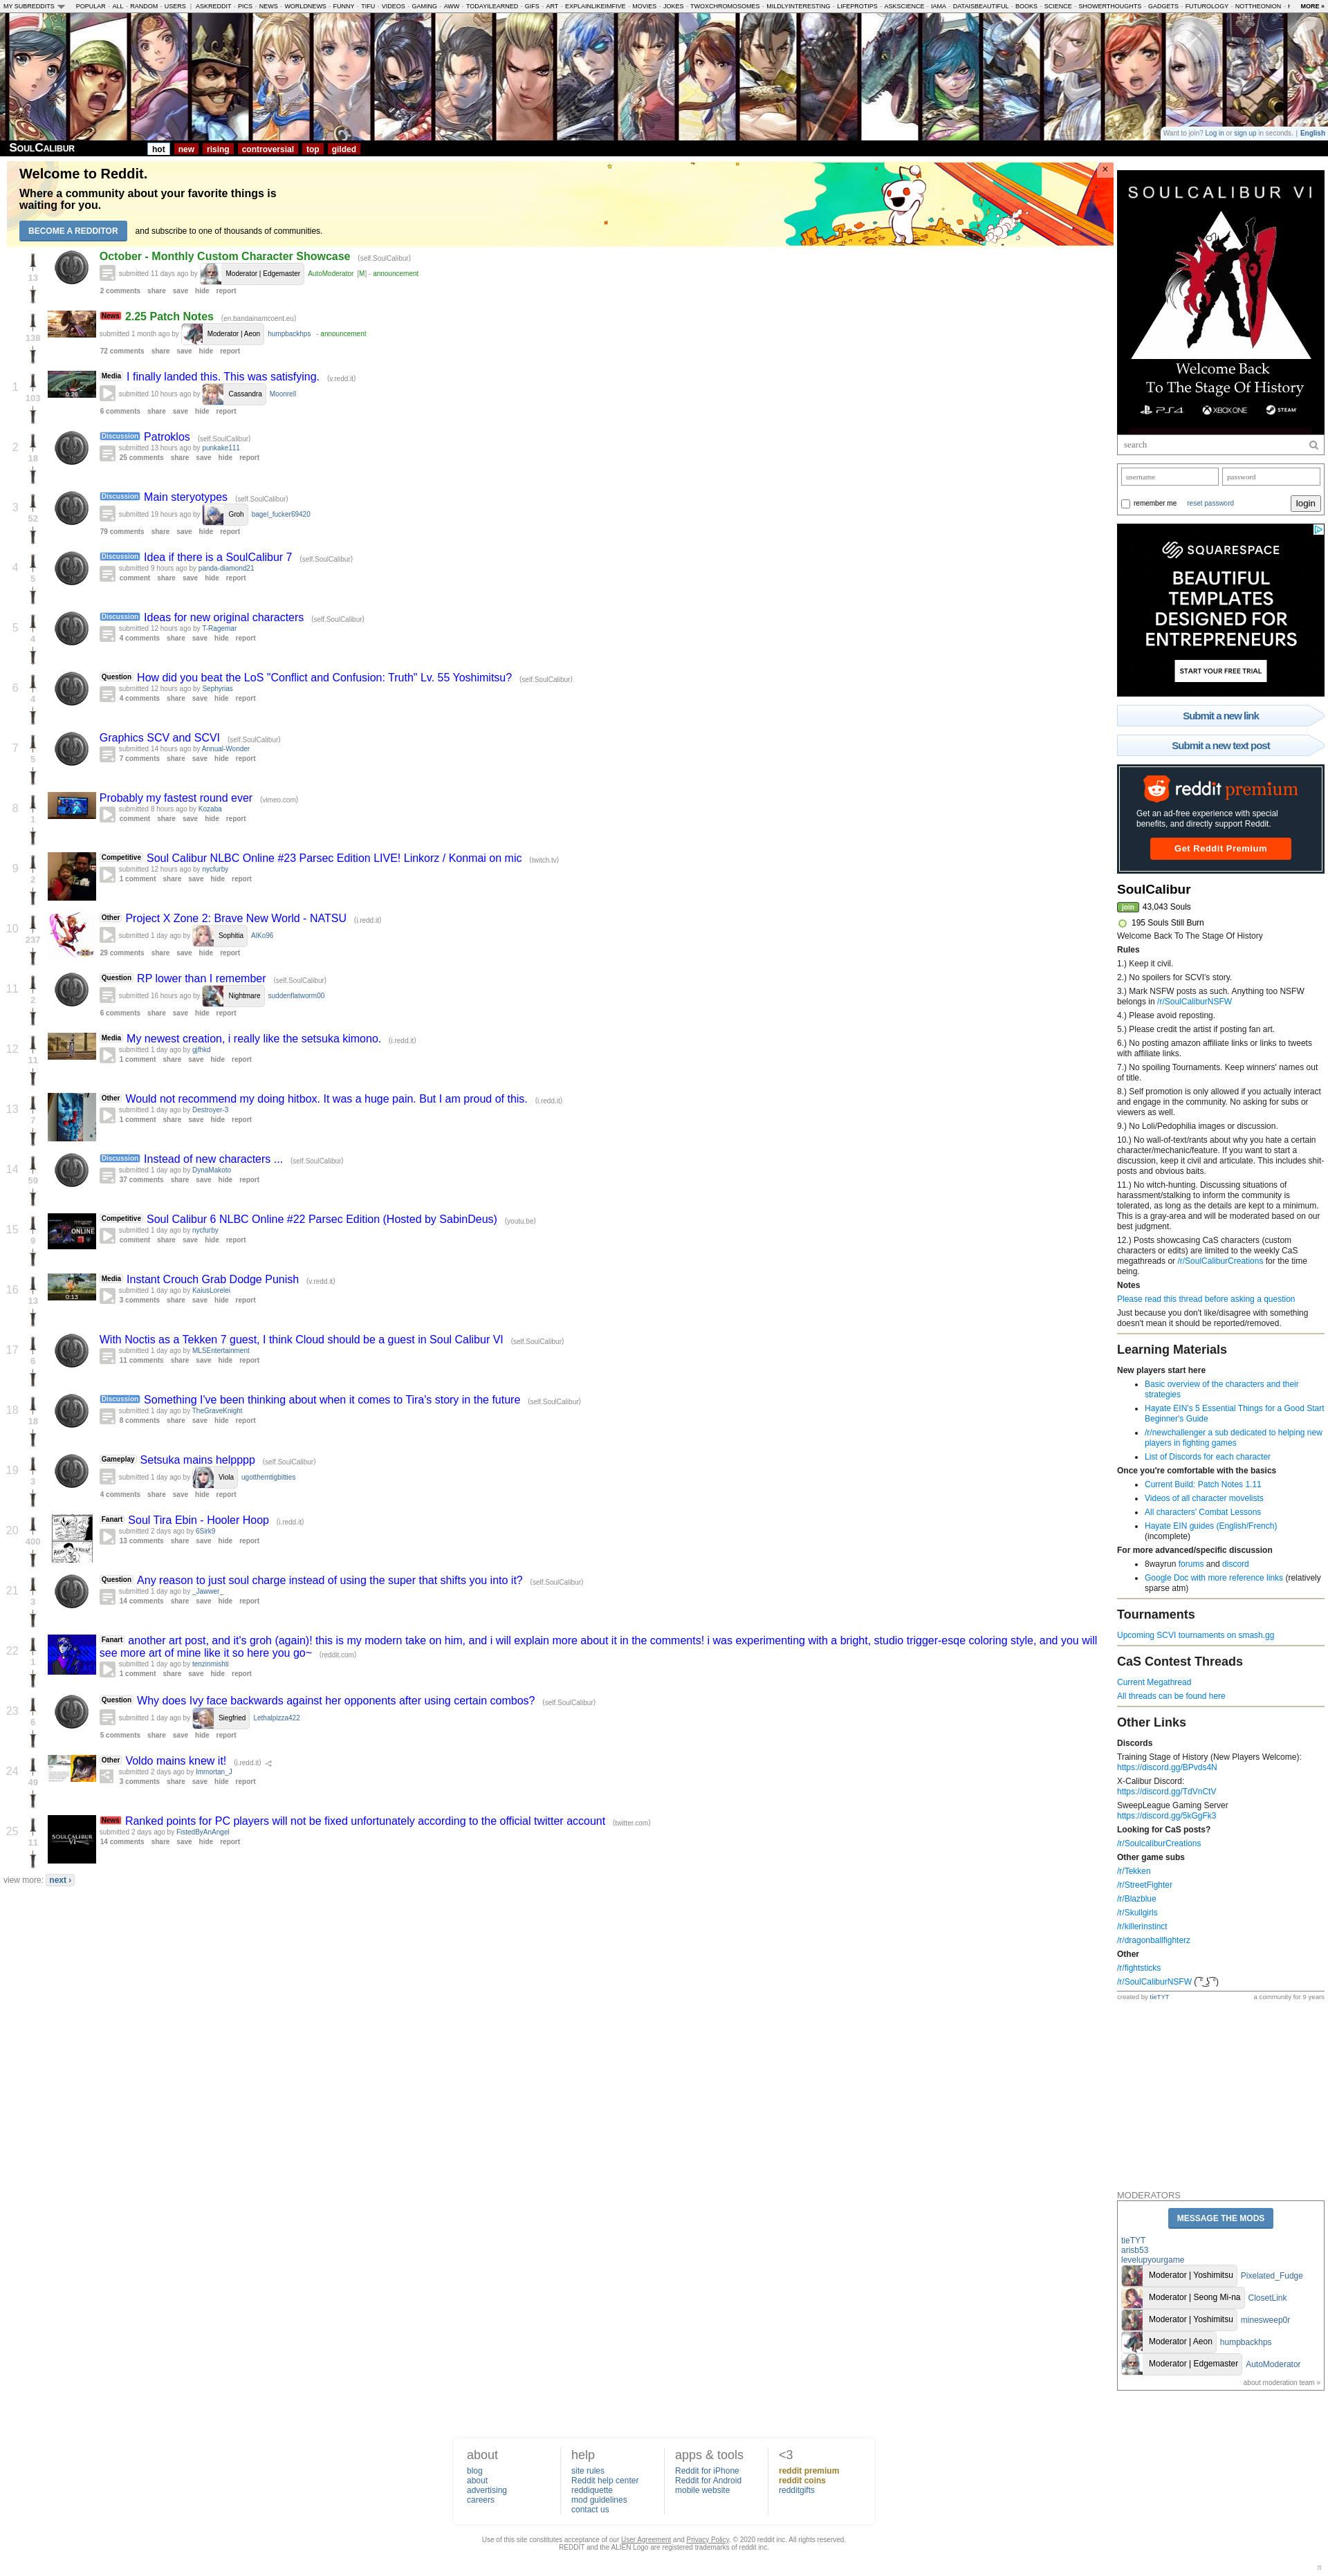 MY SUBREDDITS POPULAR - ALL - RANDOM - USERS | ASKREDDIT - PICS - NEWS - WORLDNEWS - FUNNY - TIFU - VIDEOS - GAMING - AWW - TODAYILEARNED - GIFS - ART - EXPLAINLIKEIMFIVE - MOVIES - JOKES - TWOXCHROMOSOMES - MILDLYINTERESTING - LIFEPROTIPS - ASKSCIENCE - IAMA - DATAISBEAUTIFUL - BOOKS - SCIENCE - SHOWERTHOUGHTS - GADGETS - FUTUROLOGY - NOTTHEONION MORE »
Want to join? Log in or sign up in seconds. | English
SOULCALIBUR hot new rising controversial top gilded
Welcome to Reddit.
Where a community about your favorite things is
waiting for you.
BECOME A REDDITOR and subscribe to one of thousands of communities.
×
October - Monthly Custom Character Showcase (self.SoulCalibur)
13
submitted 11 days ago by Moderator | Edgemaster AutoModerator [M] - announcement
2 comments share save hide report
News 2.25 Patch Notes (en.bandainamcoent.eu)
138
submitted 1 month ago by Moderator | Aeon humpbackhps - announcement
72 comments share save hide report
1
103
0:26
Media I finally landed this. This was satisfying. (v.redd.it)
submitted 10 hours ago by Cassandra Moonrell
6 comments share save hide report
2
18
Discussion Patroklos (self.SoulCalibur)
submitted 13 hours ago by punkake111
25 comments share save hide report
3
52
Discussion Main steryotypes (self.SoulCalibur)
submitted 19 hours ago by Groh bagel_fucker69420
79 comments share save hide report
4
5
Discussion Idea if there is a SoulCalibur 7 (self.SoulCalibur)
submitted 9 hours ago by panda-diamond21
comment share save hide report
5
4
Discussion Ideas for new original characters (self.SoulCalibur)
submitted 12 hours ago by T-Ragemar
4 comments share save hide report
6
4
Question How did you beat the LoS "Conflict and Confusion: Truth" Lv. 55 Yoshimitsu? (self.SoulCalibur)
submitted 12 hours ago by Sephyrias
4 comments share save hide report
7
5
Graphics SCV and SCVI (self.SoulCalibur)
submitted 14 hours ago by Annual-Wonder
7 comments share save hide report
8
1
Probably my fastest round ever (vimeo.com)
submitted 8 hours ago by Kozaba
comment share save hide report
9
2
Competitive Soul Calibur NLBC Online #23 Parsec Edition LIVE! Linkorz / Konmai on mic (twitch.tv)
submitted 12 hours ago by nycfurby
1 comment share save hide report
10
237
Other Project X Zone 2: Brave New World - NATSU (i.redd.it)
submitted 1 day ago by Sophitia AlKo96
29 comments share save hide report
11
2
Question RP lower than I remember (self.SoulCalibur)
submitted 16 hours ago by Nightmare suddenflatworm00
6 comments share save hide report
12
11
Media My newest creation, i really like the setsuka kimono. (i.redd.it)
submitted 1 day ago by gjfhkd
1 comment share save hide report
13
7
Other Would not recommend my doing hitbox. It was a huge pain. But I am proud of this. (i.redd.it)
submitted 1 day ago by Destroyer-3
1 comment share save hide report
14
59
Discussion Instead of new characters ... (self.SoulCalibur)
submitted 1 day ago by DynaMakoto
37 comments share save hide report
15
9
ONLINE
Competitive Soul Calibur 6 NLBC Online #22 Parsec Edition (Hosted by SabinDeus) (youtu.be)
submitted 1 day ago by nycfurby
comment share save hide report
16
13
0:13
Media Instant Crouch Grab Dodge Punish (v.redd.it)
submitted 1 day ago by KaiusLorelei
3 comments share save hide report
17
6
With Noctis as a Tekken 7 guest, I think Cloud should be a guest in Soul Calibur VI (self.SoulCalibur)
submitted 1 day ago by MLSEntertainment
11 comments share save hide report
18
18
Discussion Something I've been thinking about when it comes to Tira's story in the future (self.SoulCalibur)
submitted 1 day ago by TheGraveKnight
8 comments share save hide report
19
3
Gameplay Setsuka mains helpppp (self.SoulCalibur)
submitted 1 day ago by Viola ugotthemtigbitties
4 comments share save hide report
20
400
Fanart Soul Tira Ebin - Hooler Hoop (i.redd.it)
submitted 2 days ago by 6Sirk9
13 comments share save hide report
21
3
Question Any reason to just soul charge instead of using the super that shifts you into it? (self.SoulCalibur)
submitted 1 day ago by _Jawwer_
14 comments share save hide report
22
1
Fanart another art post, and it's groh (again)! this is my modern take on him, and i will explain more about it in the comments! i was experimenting with a bright, studio trigger-esqe coloring style, and you will
see more art of mine like it so here you go~ (reddit.com)
submitted 1 day ago by tenzinmishti
1 comment share save hide report
23
6
Question Why does Ivy face backwards against her opponents after using certain combos? (self.SoulCalibur)
submitted 1 day ago by Siegfried Lethalpizza422
5 comments share save hide report
24
49
Other Voldo mains knew it! (i.redd.it)
submitted 2 days ago by Immortan_J
3 comments share save hide report
25
11
SOULCALIBUR VI
News Ranked points for PC players will not be fixed unfortunately according to the official twitter account (twitter.com)
submitted 2 days ago by FistedByAnAngel
14 comments share save hide report
view more: next ›
SOULCALIBUR VI
Welcome Back
To The Stage Of History
PS4 XBOX ONE STEAM
search
username password
remember me reset password login
SQUARESPACE
BEAUTIFUL
TEMPLATES
DESIGNED FOR
ENTREPRENEURS
START YOUR FREE TRIAL
Submit a new link
Submit a new text post
reddit premium
Get an ad-free experience with special
benefits, and directly support Reddit.
Get Reddit Premium
SoulCalibur
join 43,043 Souls
195 Souls Still Burn
Welcome Back To The Stage Of History
Rules
1.) Keep it civil.
2.) No spoilers for SCVI's story.
3.) Mark NSFW posts as such. Anything too NSFW
belongs in /r/SoulCaliburNSFW
4.) Please avoid reposting.
5.) Please credit the artist if posting fan art.
6.) No posting amazon affiliate links or links to tweets
with affiliate links.
7.) No spoiling Tournaments. Keep winners' names out
of title.
8.) Self promotion is only allowed if you actually interact
and engage in the community. No asking for subs or
viewers as well.
9.) No Loli/Pedophilia images or discussion.
10.) No wall-of-text/rants about why you hate a certain
character/mechanic/feature. If you want to start a
discussion, keep it civil and articulate. This includes shit-
posts and obvious baits.
11.) No witch-hunting. Discussing situations of
harassment/stalking to inform the community is
tolerated, as long as the details are kept to a minimum.
This is a gray-area and will be moderated based on our
best judgment.
12.) Posts showcasing CaS characters (custom
characters or edits) are limited to the weekly CaS
megathreads or /r/SoulCaliburCreations for the time
being.
Notes
Please read this thread before asking a question
Just because you don't like/disagree with something
doesn't mean it should be reported/removed.
Learning Materials
New players start here
• Basic overview of the characters and their
strategies
• Hayate EIN's 5 Essential Things for a Good Start
Beginner's Guide
• /r/newchallenger a sub dedicated to helping new
players in fighting games
• List of Discords for each character
Once you're comfortable with the basics
• Current Build: Patch Notes 1.11
• Videos of all character movelists
• All characters' Combat Lessons
• Hayate EIN guides (English/French)
(incomplete)
For more advanced/specific discussion
• 8wayrun forums and discord
• Google Doc with more reference links (relatively
sparse atm)
Tournaments
Upcoming SCVI tournaments on smash.gg
CaS Contest Threads
Current Megathread
All threads can be found here
Other Links
Discords
Training Stage of History (New Players Welcome):
https://discord.gg/BPvds4N
X-Calibur Discord:
https://discord.gg/TdVnCtV
SweepLeague Gaming Server
https://discord.gg/5kGgFk3
Looking for CaS posts?
/r/SoulcaliburCreations
Other game subs
/r/Tekken
/r/StreetFighter
/r/Blazblue
/r/Skullgirls
/r/killerinstinct
/r/dragonballfighterz
Other
/r/fightsticks
/r/SoulCaliburNSFW ( ͡° ͜ʖ ͡°)
created by tieTYT a community for 9 years
MODERATORS
MESSAGE THE MODS
tieTYT
arisb53
levelupyourgame
Moderator | Yoshimitsu Pixelated_Fudge
Moderator | Seong Mi-na ClosetLink
Moderator | Yoshimitsu minesweep0r
Moderator | Aeon humpbackhps
Moderator | Edgemaster AutoModerator
about moderation team »
about
blog
about
advertising
careers
help
site rules
Reddit help center
reddiquette
mod guidelines
contact us
apps & tools
Reddit for iPhone
Reddit for Android
mobile website
<3
reddit premium
reddit coins
redditgifts
Use of this site constitutes acceptance of our User Agreement and Privacy Policy. © 2020 reddit inc. All rights reserved.
REDDIT and the ALIEN Logo are registered trademarks of reddit inc.
π